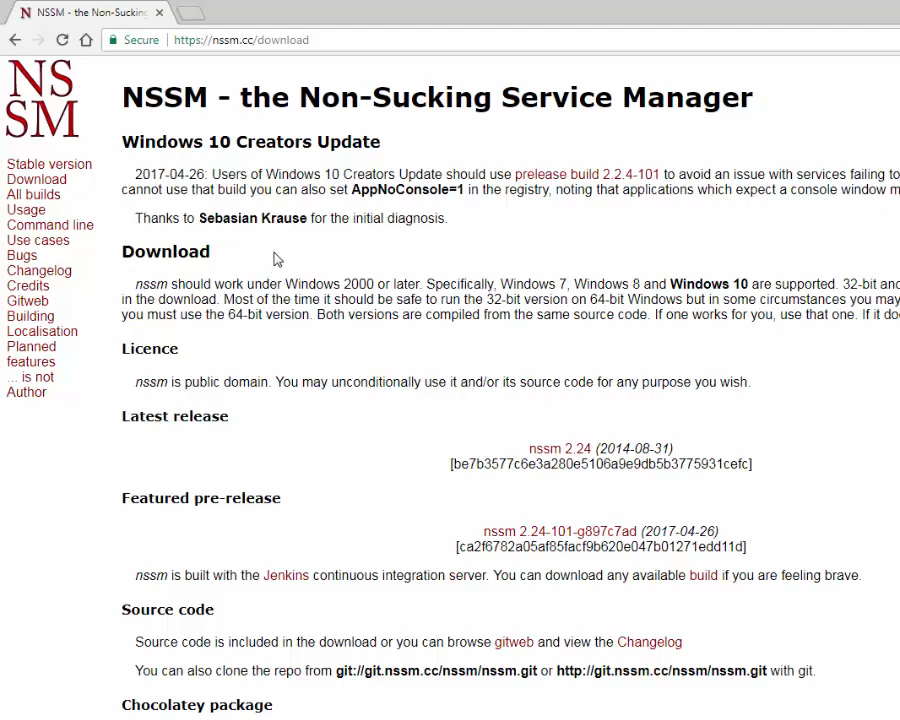 NSSM - the Non-Sucking
Secure
https://nssm.cc/download
NS
SM
Stable version
Download
All builds
Usage
Command line
Use cases
Bugs
Changelog
Credits
Gitweb
Building
Localisation
Planned
features
... is not
Author
NSSM - the Non-Sucking Service Manager
Windows 10 Creators Update
2017-04-26: Users of Windows 10 Creators Update should use prelease build 2.2.4-101 to avoid an issue with services failing to
cannot use that build you can also set AppNoConsole=1 in the registry, noting that applications which expect a console window m
Thanks to Sebasian Krause for the initial diagnosis.
Download
nssm should work under Windows 2000 or later. Specifically, Windows 7, Windows 8 and Windows 10 are supported. 32-bit and
in the download. Most of the time it should be safe to run the 32-bit version on 64-bit Windows but in some circumstances you may
you must use the 64-bit version. Both versions are compiled from the same source code. If one works for you, use that one. If it do
Licence
nssm is public domain. You may unconditionally use it and/or its source code for any purpose you wish.
Latest release
nssm 2.24 (2014-08-31)
[be7b3577c6e3a280e5106a9e9db5b3775931cefc]
Featured pre-release
nssm 2.24-101-g897c7ad (2017-04-26)
[ca2f6782a05af85facf9b620e047b01271edd11d]
nssm is built with the Jenkins continuous integration server. You can download any available build if you are feeling brave.
Source code
Source code is included in the download or you can browse gitweb and view the Changelog
You can also clone the repo from git://git.nssm.cc/nssm/nssm.git or http://git.nssm.cc/nssm/nssm.git with git.
Chocolatey package